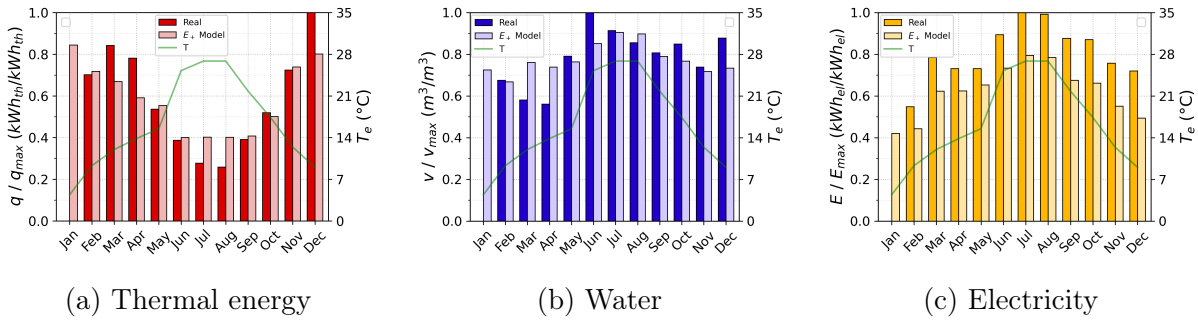 q / q_max (kWh_th/kWh_th)
1.0
0.8
0.6
0.4
0.2
0.0
Real
E_+ Model
T
35
28
21
14
7
0
T_e (°C)
Jan Feb Mar Apr May Jun Jul Aug Sep Oct Nov Dec
(a) Thermal energy
v / v_max (m^3/m^3)
1.0
0.8
0.6
0.4
0.2
0.0
Real
E_+ Model
T
35
28
21
14
7
0
T_e (°C)
Jan Feb Mar Apr May Jun Jul Aug Sep Oct Nov Dec
(b) Water
E / E_max (kWh_el/kWh_el)
1.0
0.8
0.6
0.4
0.2
0.0
Real
E_+ Model
T
35
28
21
14
7
0
T_e (°C)
Jan Feb Mar Apr May Jun Jul Aug Sep Oct Nov Dec
(c) Electricity